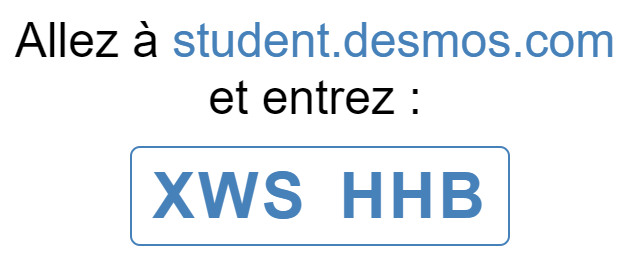 Allez à student.desmos.com
et entrez :
XWS HHB